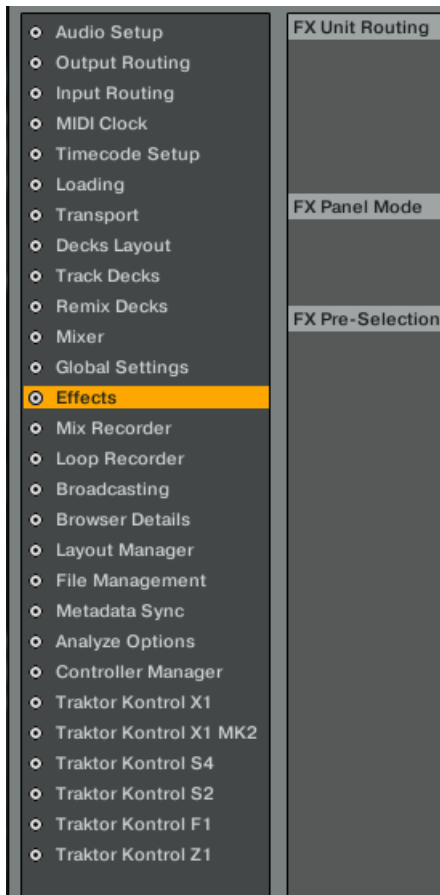 Audio Setup
Output Routing
Input Routing
MIDI Clock
Timecode Setup
Loading
Transport
Decks Layout
Track Decks
Remix Decks
Mixer
Global Settings
Effects
Mix Recorder
Loop Recorder
Broadcasting
Browser Details
Layout Manager
File Management
Metadata Sync
Analyze Options
Controller Manager
Traktor Kontrol X1
Traktor Kontrol X1 MK2
Traktor Kontrol S4
Traktor Kontrol S2
Traktor Kontrol F1
Traktor Kontrol Z1
FX Unit Routing
FX Panel Mode
FX Pre-Selection